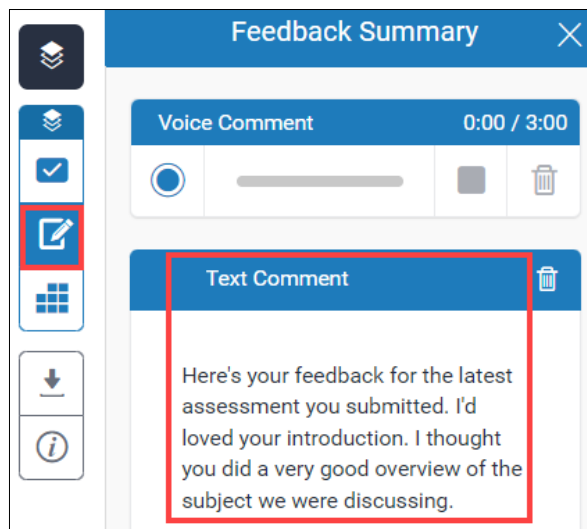 Feedback Summary
Voice Comment 0:00 / 3:00
Text Comment
Here's your feedback for the latest
assessment you submitted. I'd
loved your introduction. I thought
you did a very good overview of the
subject we were discussing.